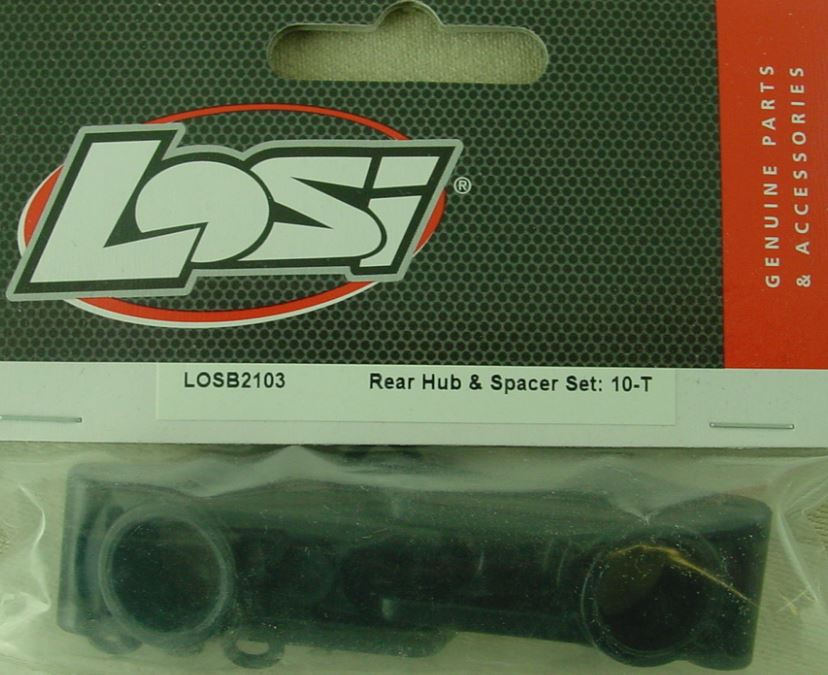 Losi®
GENUINE PARTS
& ACCESSORIES
LOSB2103 Rear Hub & Spacer Set: 10-T